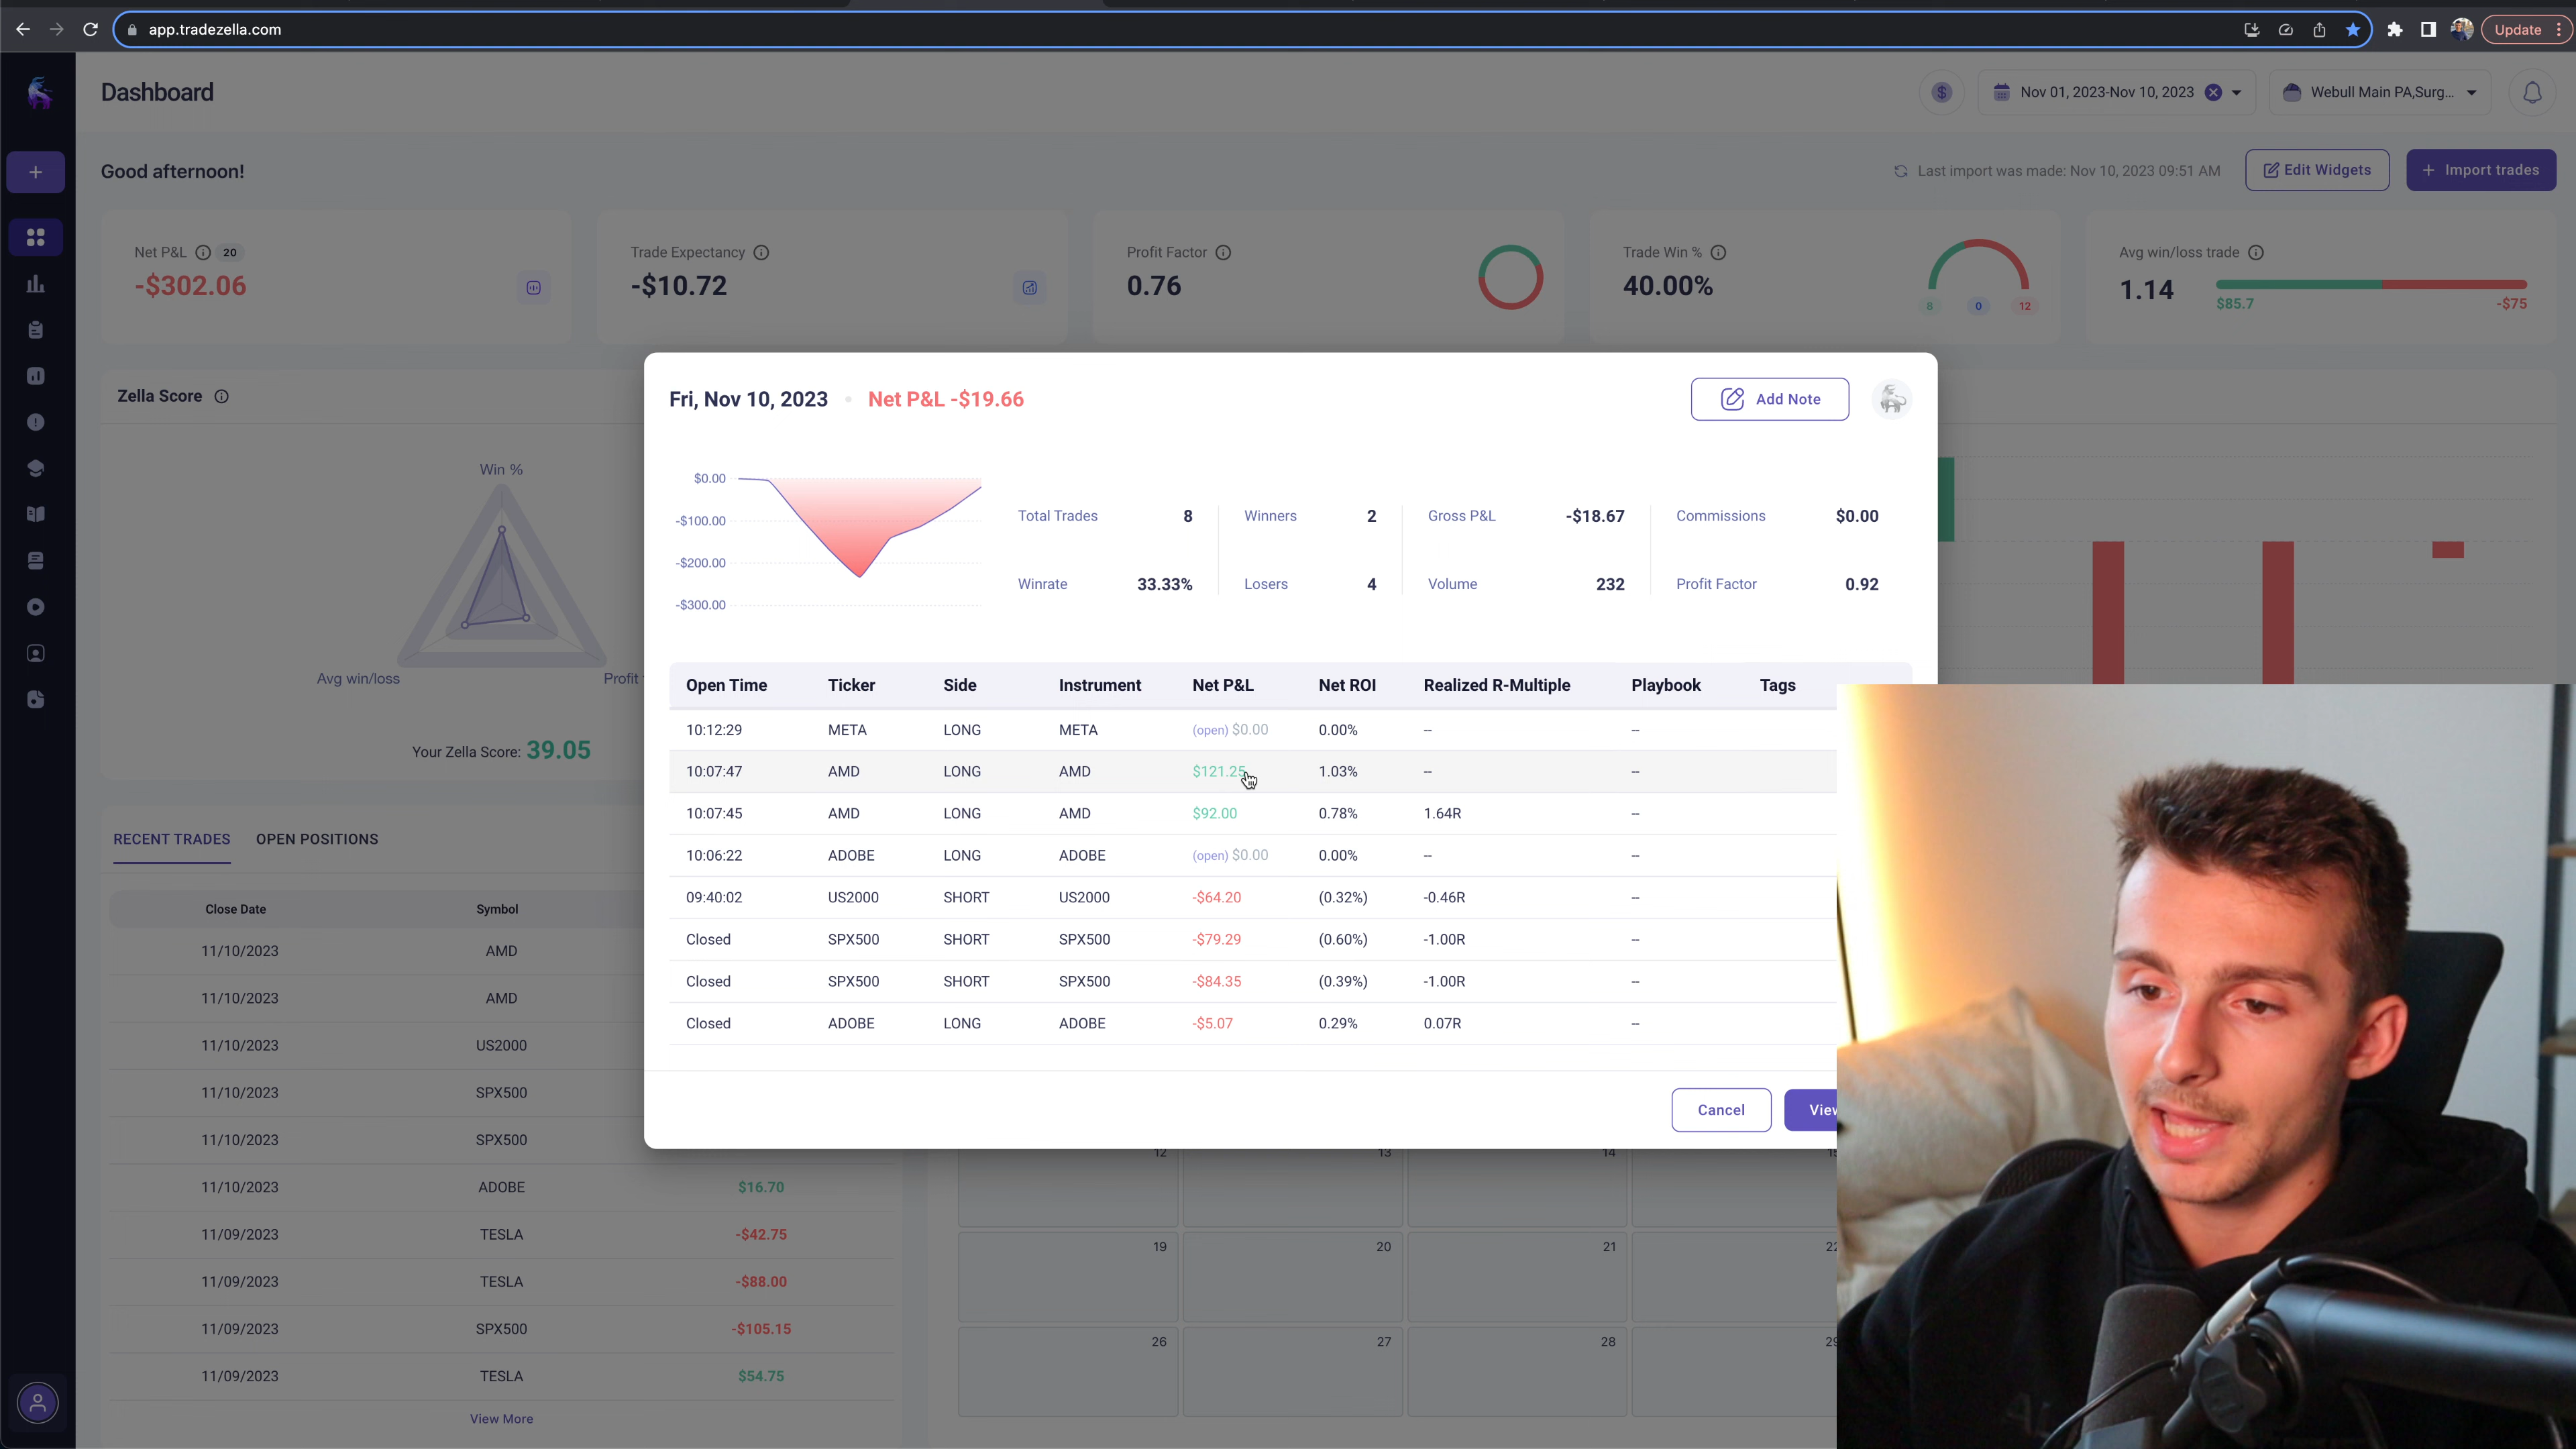 app.tradezella.com
Update
Dashboard
$
Nov 01, 2023-Nov 10, 2023
Webull Main PA,Surg...
Good afternoon!
Last import was made: Nov 10, 2023 09:51 AM
Edit Widgets
+ Import trades
Net P&L 20
-$302.06
Trade Expectancy
-$10.72
Profit Factor
0.76
Trade Win %
40.00%
8 0 12
Avg win/loss trade
1.14
$85.7 -$75
Zella Score
Win %
Avg win/loss
Profit
Your Zella Score: 39.05
Fri, Nov 10, 2023 • Net P&L -$19.66
Add Note
$0.00
-$100.00
-$200.00
-$300.00
Total Trades 8 Winners 2 Gross P&L -$18.67 Commissions $0.00
Winrate 33.33% Losers 4 Volume 232 Profit Factor 0.92
Open Time Ticker Side Instrument Net P&L Net ROI Realized R-Multiple Playbook Tags
10:12:29 META LONG META (open) $0.00 0.00% -- --
10:07:47 AMD LONG AMD $121.25 1.03% -- --
10:07:45 AMD LONG AMD $92.00 0.78% 1.64R --
10:06:22 ADOBE LONG ADOBE (open) $0.00 0.00% -- --
09:40:02 US2000 SHORT US2000 -$64.20 (0.32%) -0.46R --
Closed SPX500 SHORT SPX500 -$79.29 (0.60%) -1.00R --
Closed SPX500 SHORT SPX500 -$84.35 (0.39%) -1.00R --
Closed ADOBE LONG ADOBE -$5.07 0.29% 0.07R --
Cancel
View
RECENT TRADES OPEN POSITIONS
Close Date Symbol
11/10/2023 AMD
11/10/2023 AMD
11/10/2023 US2000
11/10/2023 SPX500
11/10/2023 SPX500
11/10/2023 ADOBE $16.70
11/09/2023 TESLA -$42.75
11/09/2023 TESLA -$88.00
11/09/2023 SPX500 -$105.15
11/09/2023 TESLA $54.75
View More
12 13 14
19 20 21 22
26 27 28 29